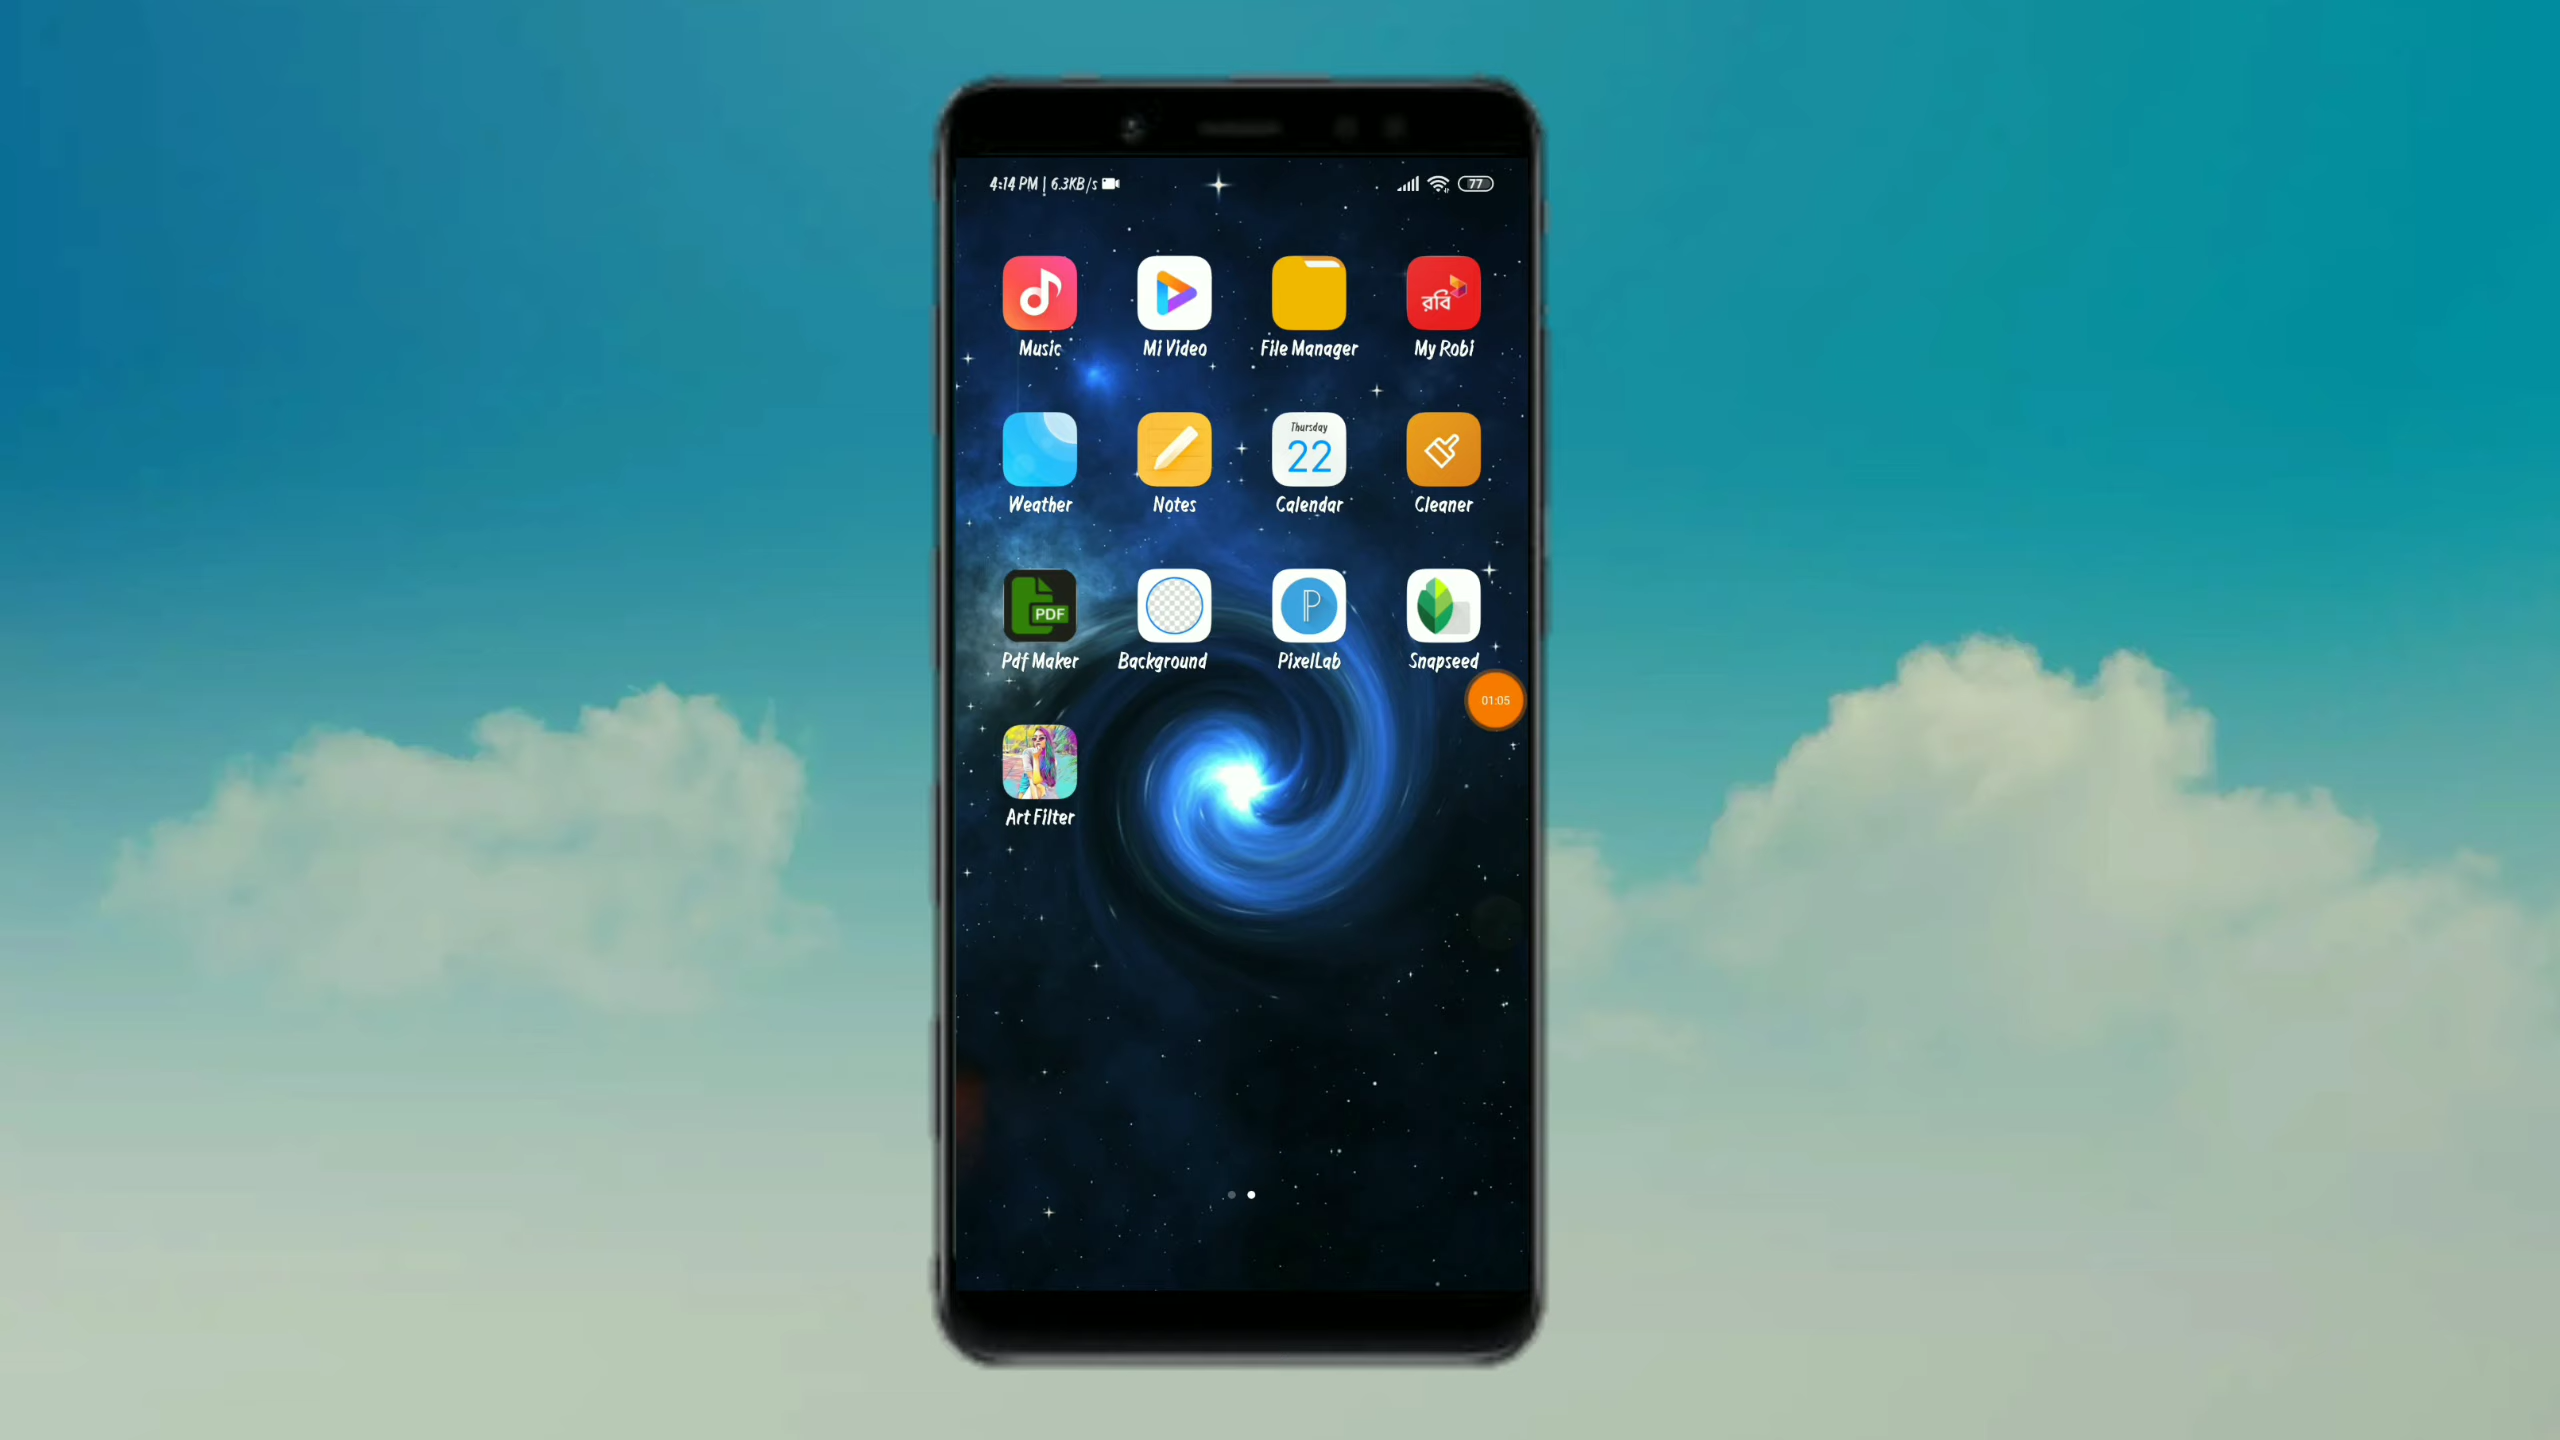 4:14 PM | 6.3KB/s
77
রবি
Music
Mi Video
File Manager
My Robi
Thursday
22
Weather
Notes
Calendar
Cleaner
PDF
P
Pdf Maker
Background
PixelLab
Snapseed
01:05
Art Filter